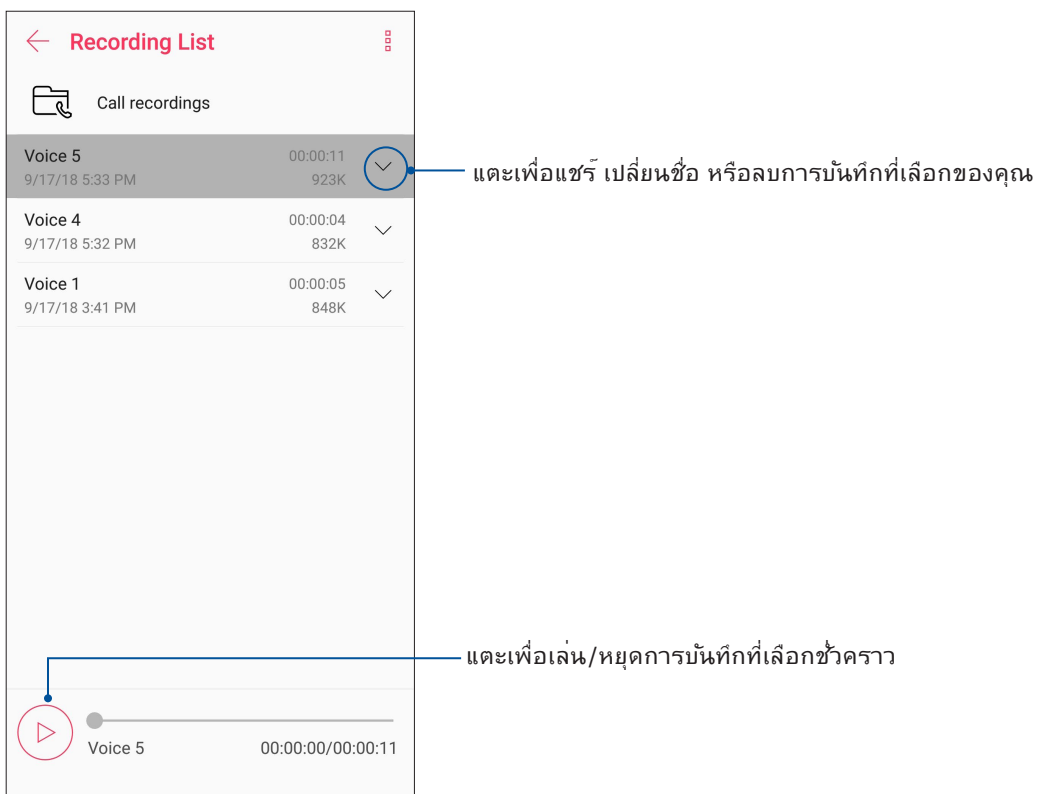 Recording List
Call recordings
Voice 5 00:00:11
9/17/18 5:33 PM 923K
แตะเพื่อแชร์ เปลี่ยนชื่อ หรือลบการบันทึกที่เลือกของคุณ
Voice 4 00:00:04
9/17/18 5:32 PM 832K
Voice 1 00:00:05
9/17/18 3:41 PM 848K
แตะเพื่อเล่น/หยุดการบันทึกที่เลือกชั่วคราว
Voice 5 00:00:00/00:00:11